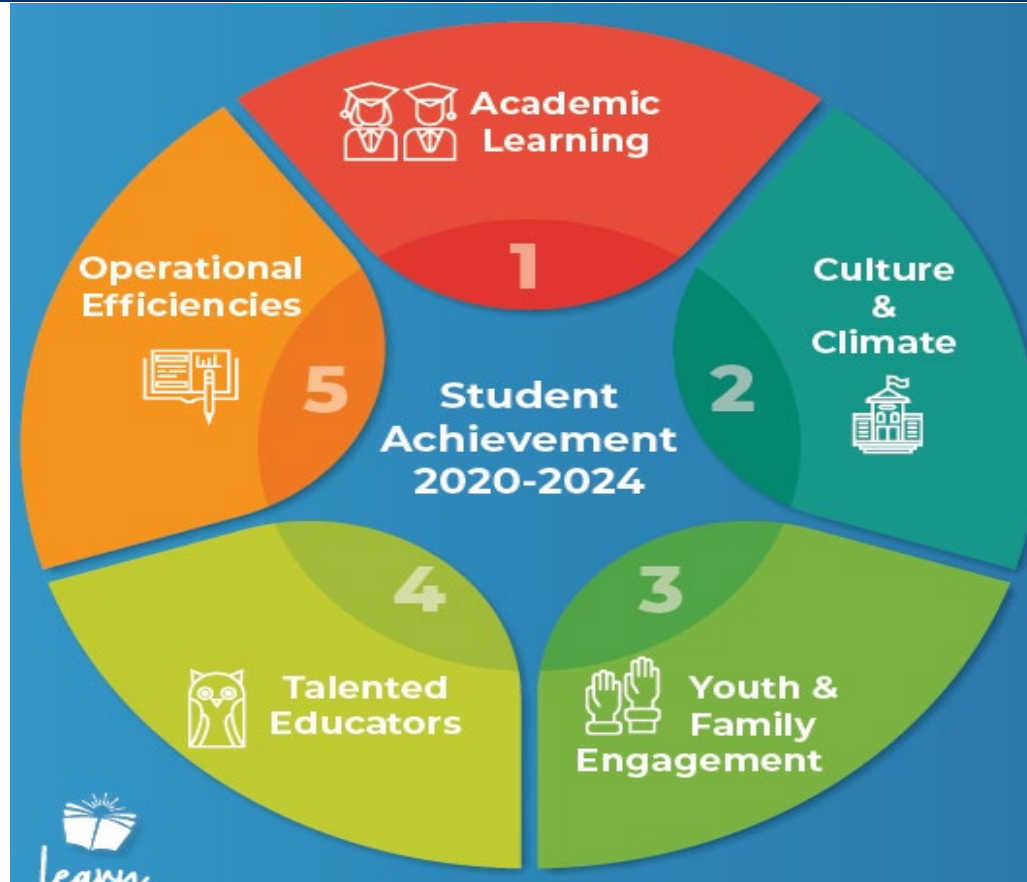 Academic
Learning
1
Culture
&
Climate
2
Youth &
Family
Engagement
3
Talented
Educators
4
Operational
Efficiencies
5
Student
Achievement
2020-2024
Learn